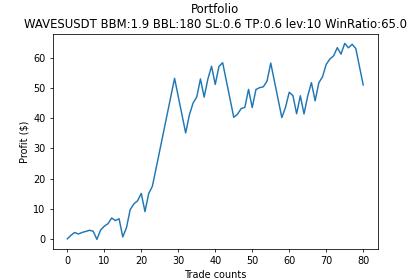 Portfolio
WAVESUSDT BBM:1.9 BBL:180 SL:0.6 TP:0.6 lev:10 WinRatio:65.0
Profit ($)
60
50
40
30
20
10
0
0 10 20 30 40 50 60 70 80
Trade counts